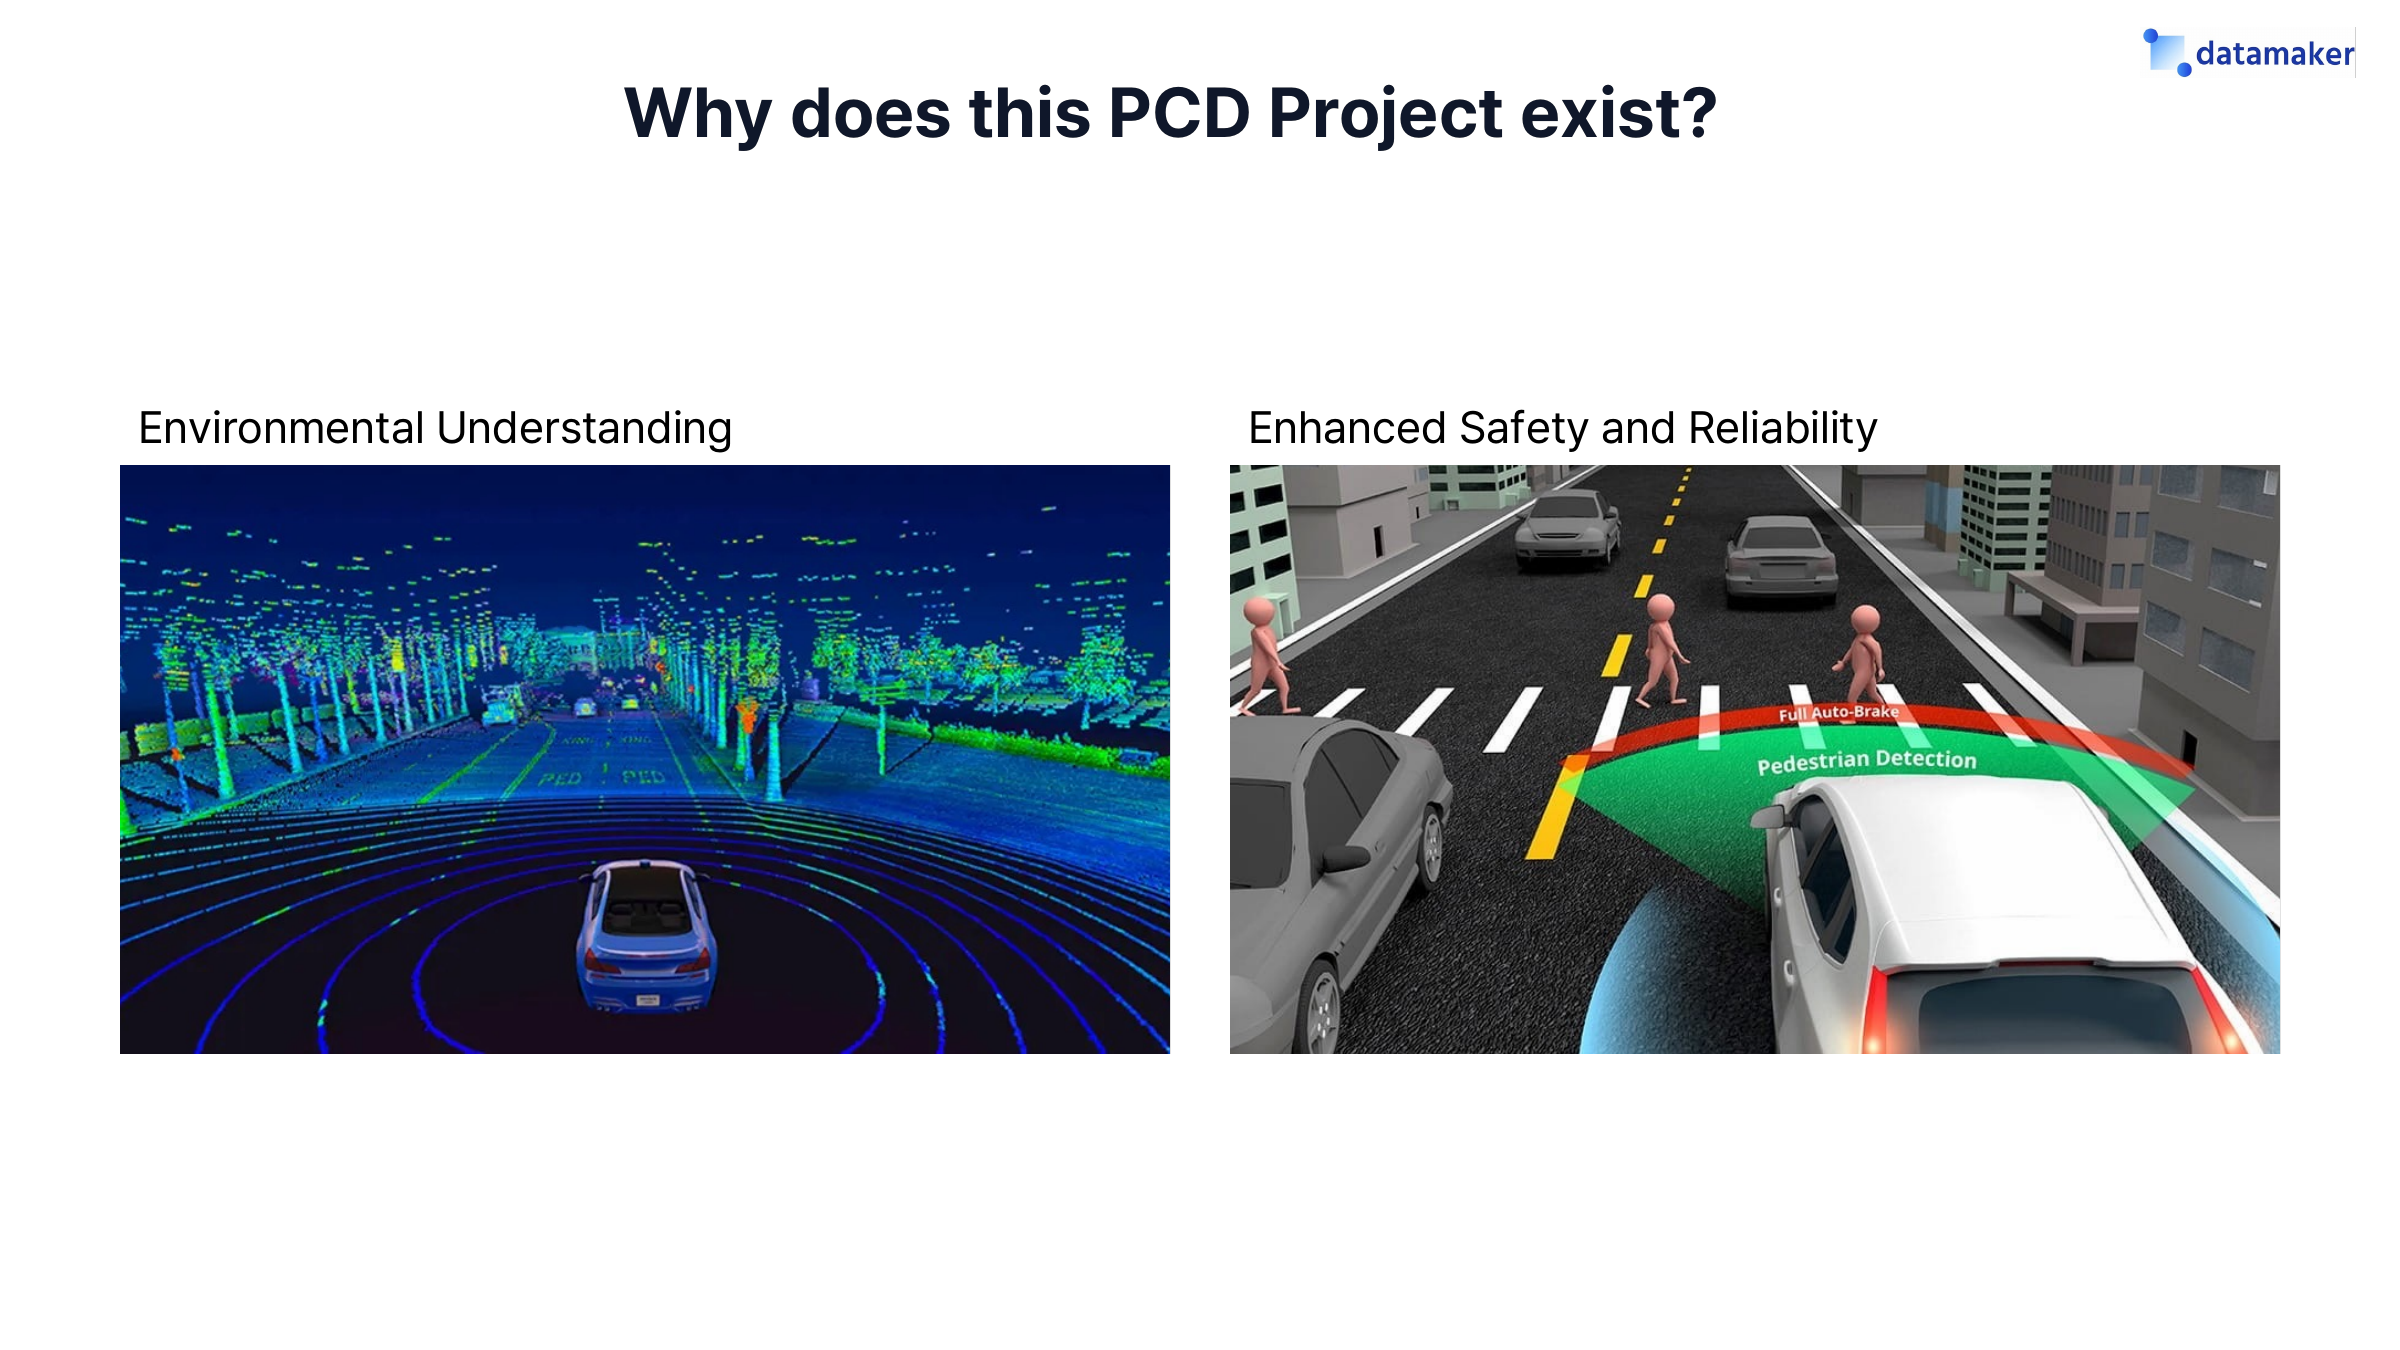 datamaker
Why does this PCD Project exist?
Environmental Understanding
Enhanced Safety and Reliability
PED PED
Full Auto-Brake
Pedestrian Detection